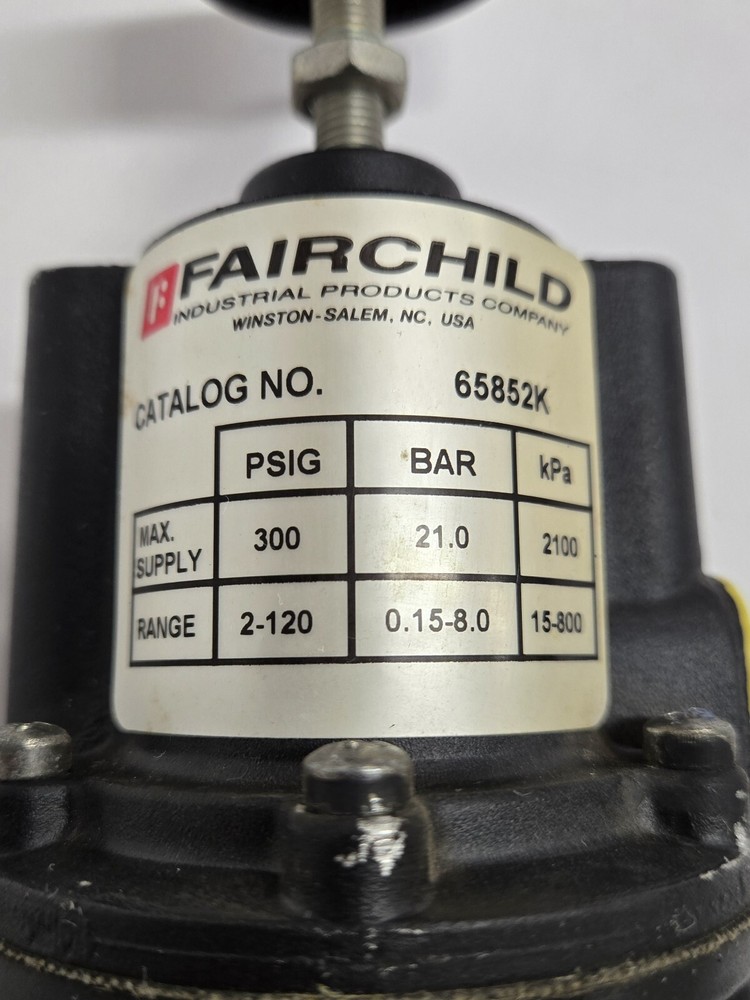 FAIRCHILD
INDUSTRIAL PRODUCTS COMPANY
WINSTON-SALEM, NC, USA
CATALOG NO. 65852K
PSIG BAR kPa
MAX. SUPPLY 300 21.0 2100
RANGE 2-120 0.15-8.0 15-800